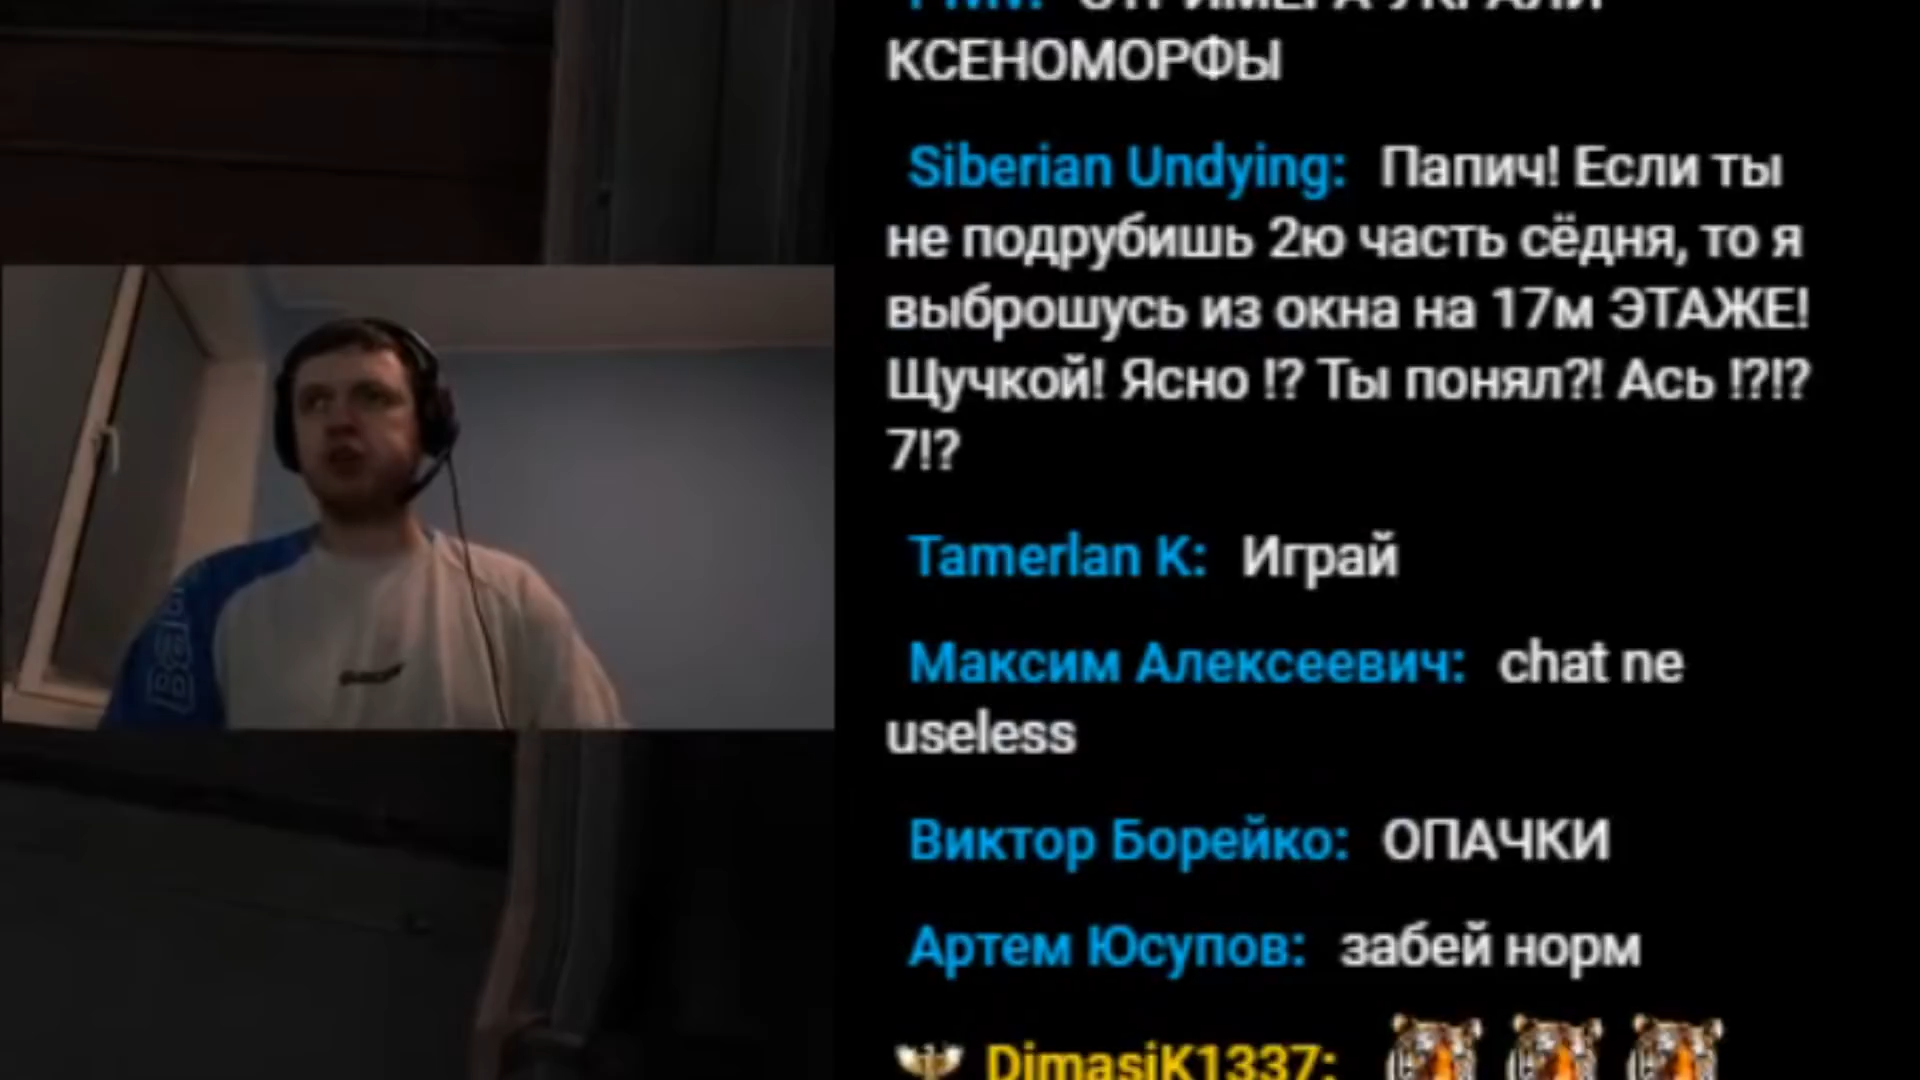 СТРИМЕРА УКРАЛИ
КСЕНОМОРФЫ
Siberian Undying: Папич! Если ты
не подрубишь 2ю часть сёдня, то я
выброшусь из окна на 17м ЭТАЖЕ!
Щучкой! Ясно !? Ты понял?! Ась !?!?
7!?
Tamerlan K: Играй
Максим Алексеевич: chat ne
useless
Виктор Борейко: ОПАЧКИ
Артем Юсупов: забей норм
DimasiK1337: